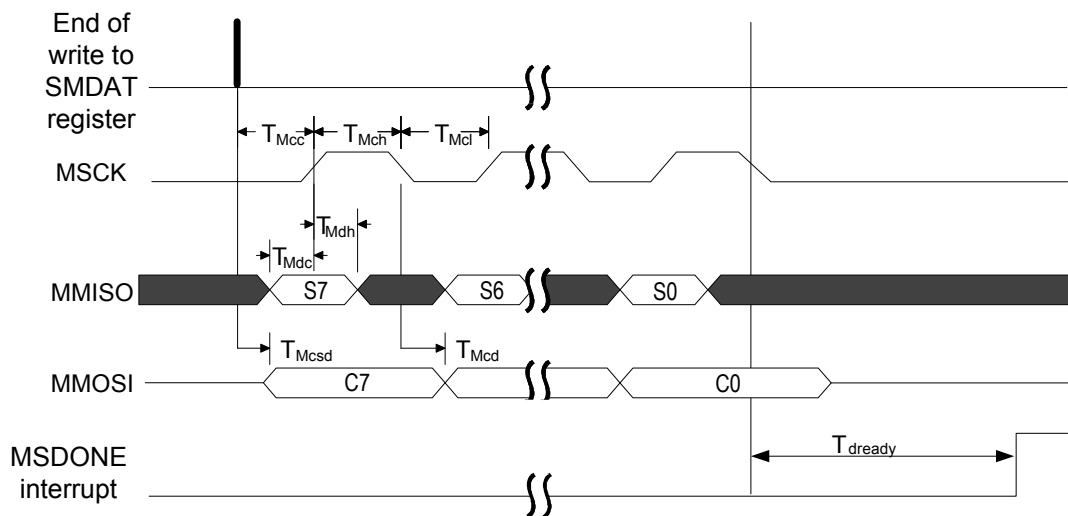 End of
write to
SMDAT
register
TMcc
TMch
TMcl
MSCK
TMdh
TMdc
MMISO
S7
S6
S0
TMcsd
TMcd
MMOSI
C7
C0
MSDONE
interrupt
Tdready